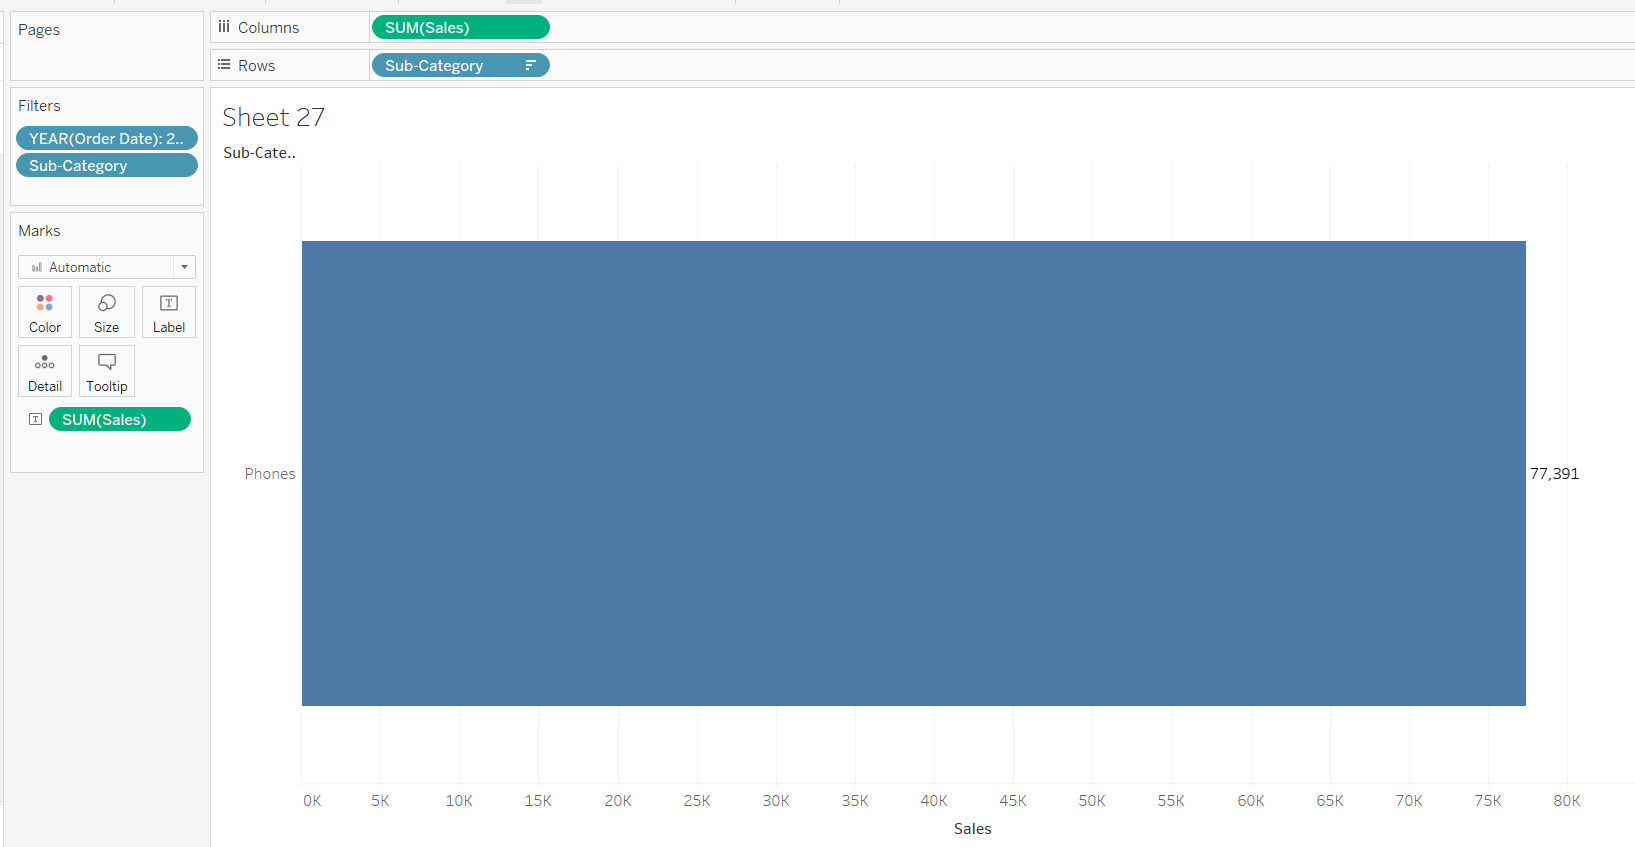 Pages
Columns
SUM(Sales)
Rows
Sub-Category
Filters
YEAR(Order Date): 2..
Sub-Category
Marks
Automatic
Color
Size
Label
Detail
Tooltip
SUM(Sales)
Sheet 27
Sub-Cate..
Phones
77,391
0K 5K 10K 15K 20K 25K 30K 35K 40K 45K 50K 55K 60K 65K 70K 75K 80K
Sales